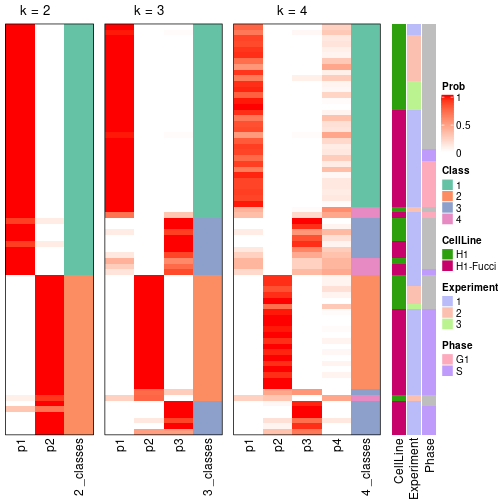 k = 2
k = 3
k = 4
Prob
1
0.5
0
Class
1
2
3
4
CellLine
H1
H1-Fucci
Experiment
1
2
3
Phase
G1
S
p1
p2
2_classes
p1
p2
p3
3_classes
p1
p2
p3
p4
4_classes
CellLine
Experiment
Phase